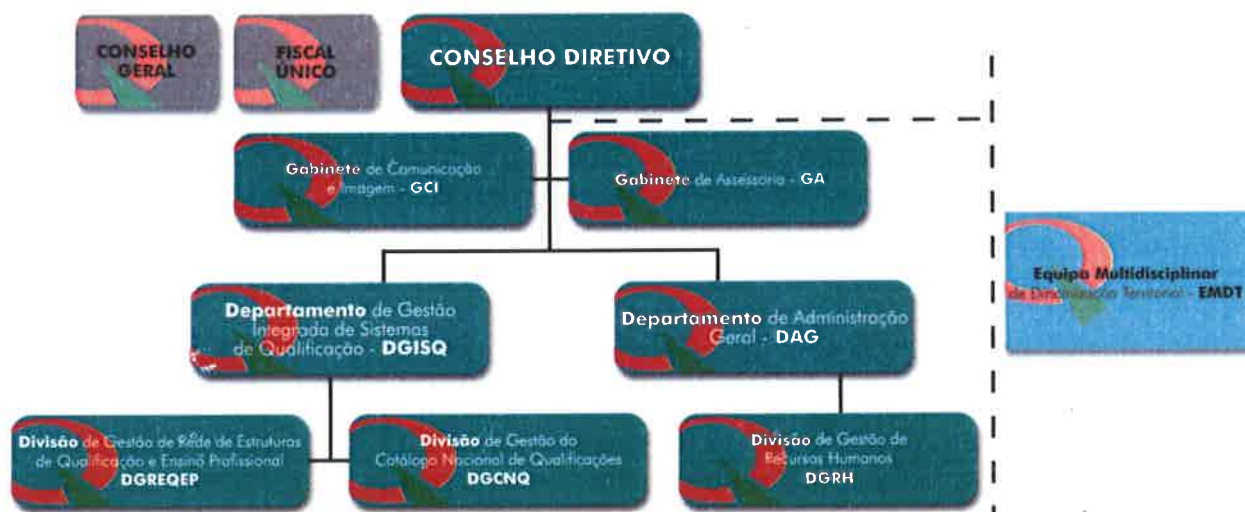 CONSELHO
GERAL
FISCAL
ÚNICO
CONSELHO DIRETIVO
Gabinete de Comunicação
e Imagem - GCI
Gabinete de Assessoria - GA
Equipa Multidisciplinar
de Dinamização Territorial - EMDT
Departamento de Gestão
Integrada de Sistemas
de Qualificação - DGISQ
Departamento de Administração
Geral - DAG
Divisão de Gestão de Rede de Estruturas
de Qualificação e Ensino Profissional
DGREQEP
Divisão de Gestão do
Catálogo Nacional de Qualificações
DGCNQ
Divisão de Gestão de
Recursos Humanos
DGRH